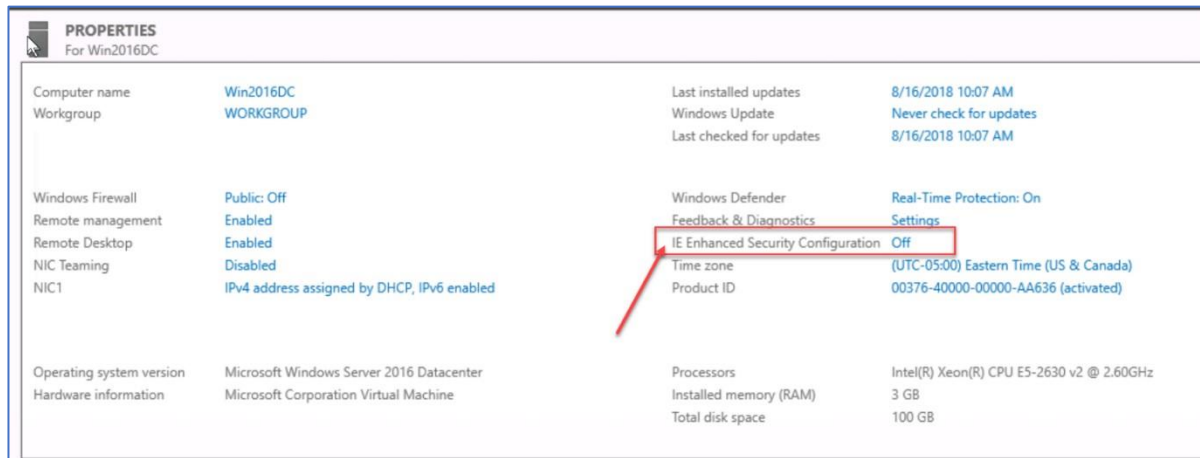 PROPERTIES
For Win2016DC
Computer name Win2016DC
Workgroup WORKGROUP
Last installed updates 8/16/2018 10:07 AM
Windows Update Never check for updates
Last checked for updates 8/16/2018 10:07 AM
Windows Firewall Public: Off
Remote management Enabled
Remote Desktop Enabled
NIC Teaming Disabled
NIC1 IPv4 address assigned by DHCP, IPv6 enabled
Windows Defender Real-Time Protection: On
Feedback & Diagnostics Settings
IE Enhanced Security Configuration Off
Time zone (UTC-05:00) Eastern Time (US & Canada)
Product ID 00376-40000-00000-AA636 (activated)
Operating system version Microsoft Windows Server 2016 Datacenter
Hardware information Microsoft Corporation Virtual Machine
Processors Intel(R) Xeon(R) CPU E5-2630 v2 @ 2.60GHz
Installed memory (RAM) 3 GB
Total disk space 100 GB